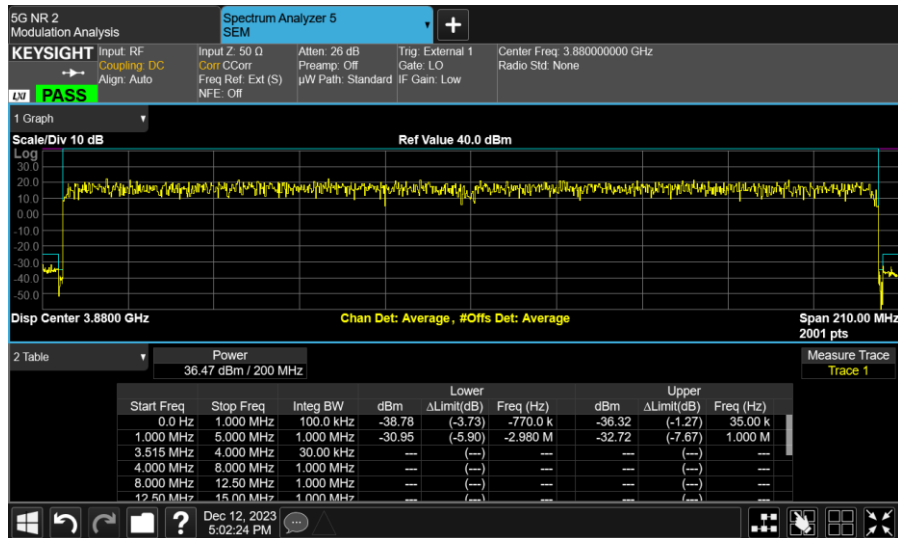 5G NR 2
Modulation Analysis
Spectrum Analyzer 5
SEM
KEYSIGHT
LXI
PASS
Input: RF
Coupling: DC
Align: Auto
Input Z: 50 Ω
Corr CCorr
Freq Ref: Ext (S)
NFE: Off
Atten: 26 dB
Preamp: Off
µW Path: Standard
Trig: External 1
Gate: LO
IF Gain: Low
Center Freq: 3.880000000 GHz
Radio Std: None
1 Graph
Scale/Div 10 dB
Ref Value 40.0 dBm
Log
30.0
20.0
10.0
0.00
-10.0
-20.0
-30.0
-40.0
-50.0
Disp Center 3.8800 GHz
Chan Det: Average, #Offs Det: Average
Span 210.00 MHz
2001 pts
2 Table
Power
36.47 dBm / 200 MHz
Measure Trace
Trace 1
Lower Upper
Start Freq Stop Freq Integ BW dBm ΔLimit(dB) Freq (Hz) dBm ΔLimit(dB) Freq (Hz)
0.0 Hz 1.000 MHz 100.0 kHz -38.78 (-3.73) -770.0 k -36.32 (-1.27) 35.00 k
1.000 MHz 5.000 MHz 1.000 MHz -30.95 (-5.90) -2.980 M -32.72 (-7.67) 1.000 M
3.515 MHz 4.000 MHz 30.00 kHz --- (---) --- --- (---) ---
4.000 MHz 8.000 MHz 1.000 MHz --- (---) --- --- (---) ---
8.000 MHz 12.50 MHz 1.000 MHz --- (---) --- --- (---) ---
12.50 MHz 15.00 MHz 1.000 MHz --- (---) --- --- (---) ---
Dec 12, 2023
5:02:24 PM